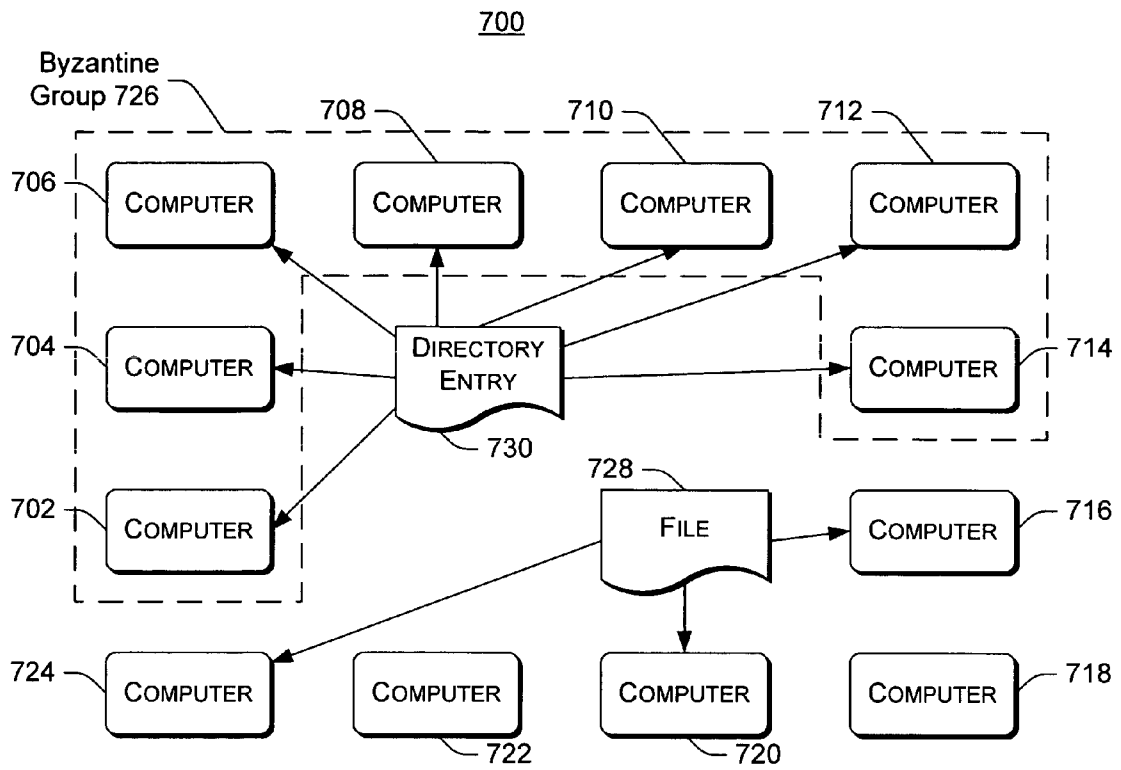 700
Byzantine
Group 726
708
710
712
706
COMPUTER
COMPUTER
COMPUTER
COMPUTER
704
COMPUTER
DIRECTORY
ENTRY
COMPUTER
714
730
728
702
COMPUTER
FILE
COMPUTER
716
724
COMPUTER
COMPUTER
COMPUTER
COMPUTER
718
722
720